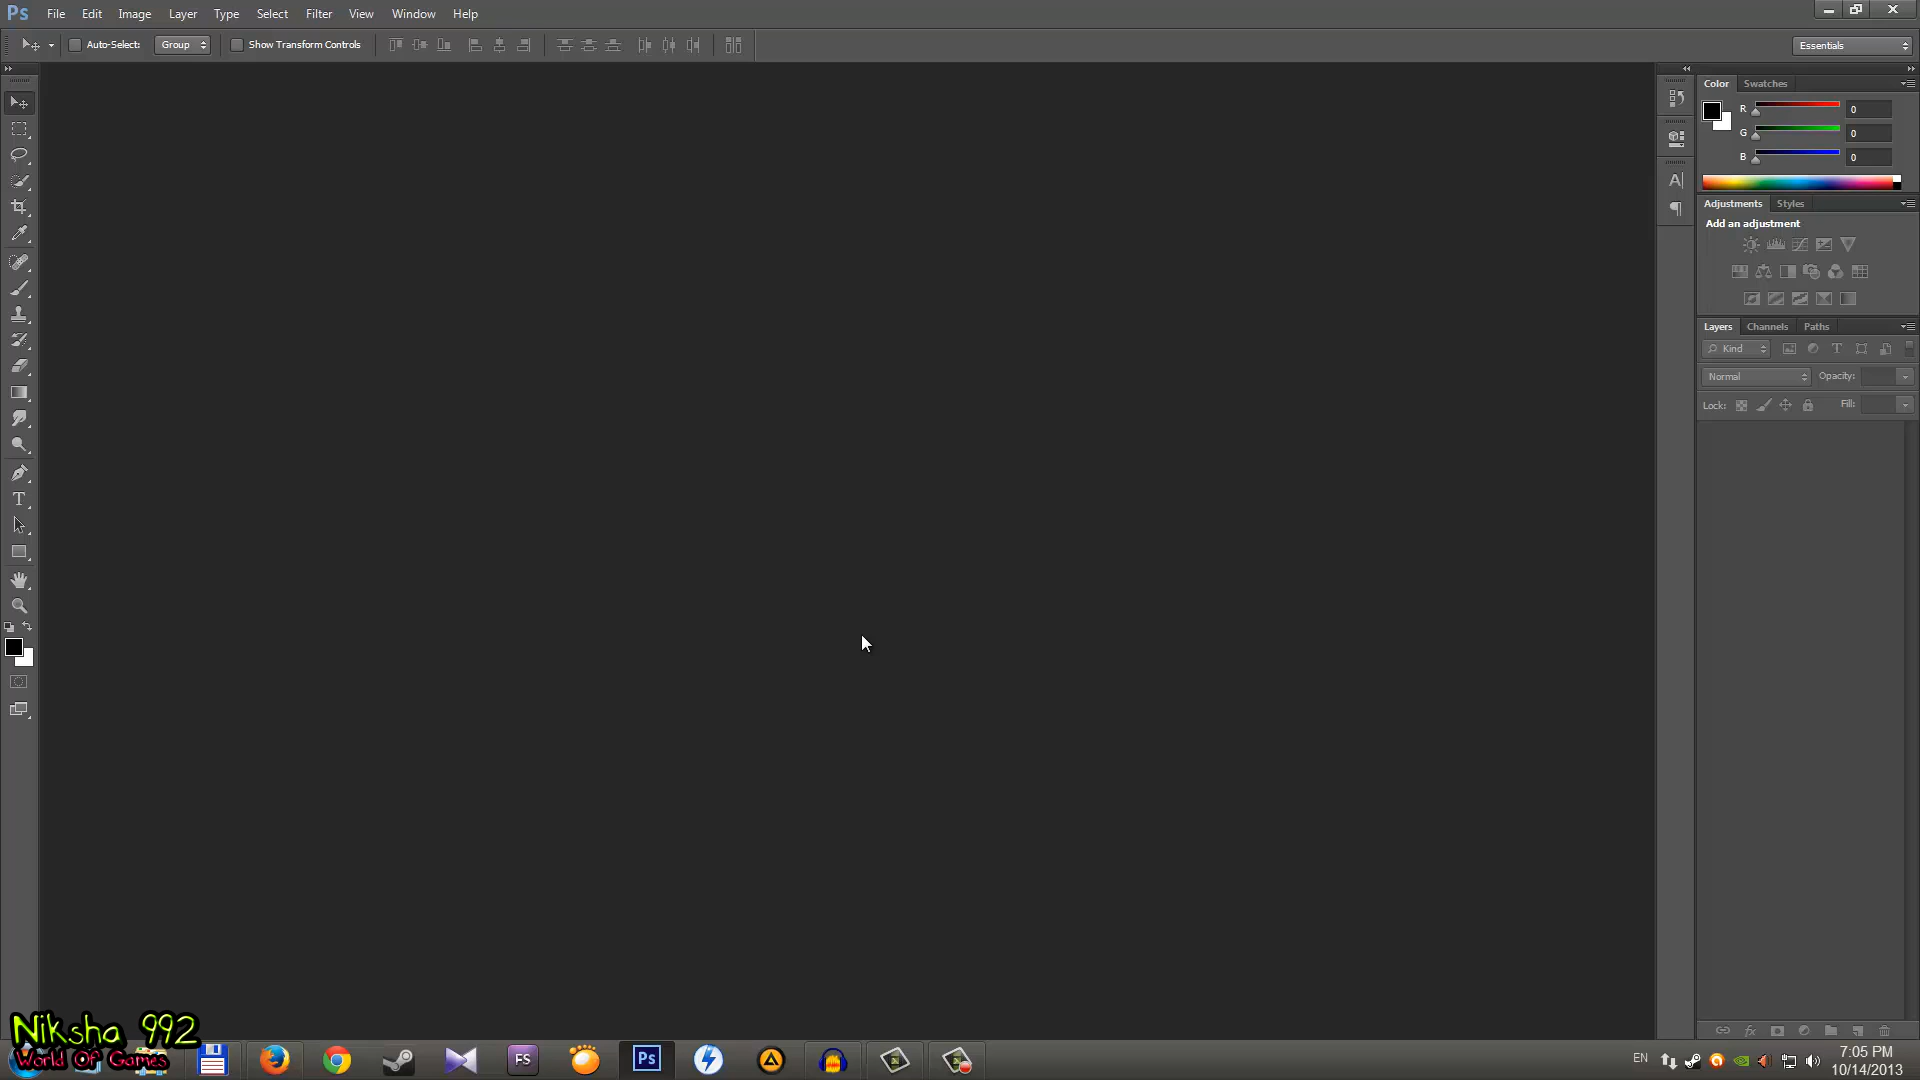 Ps File Edit Image Layer Type Select Filter View Window Help
Auto-Select: Group Show Transform Controls Essentials
Color Swatches
R 0
G 0
B 0
Adjustments Styles
Add an adjustment
Layers Channels Paths
Kind
Normal Opacity:
Lock: Fill:
Niksha 992
World Of Games
FS Ps EN
7:05 PM
10/14/2013